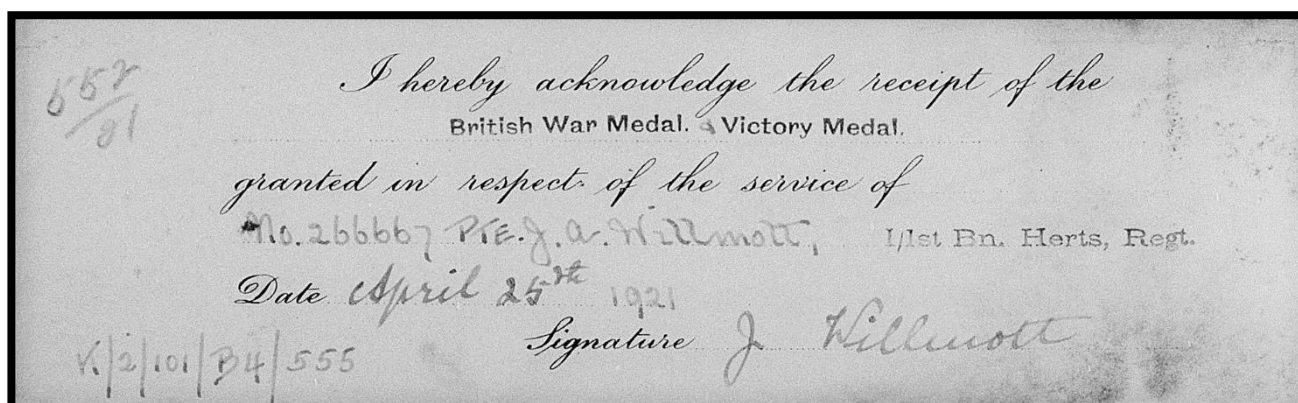 552/21
I hereby acknowledge the receipt of the
British War Medal. & Victory Medal.
granted in respect of the service of
No. 266667 PTE. J. A. Willmott, 1/1st Bn. Herts, Regt.
Date April 25th 1921
Signature J Willmott
K/2/101/B4/555